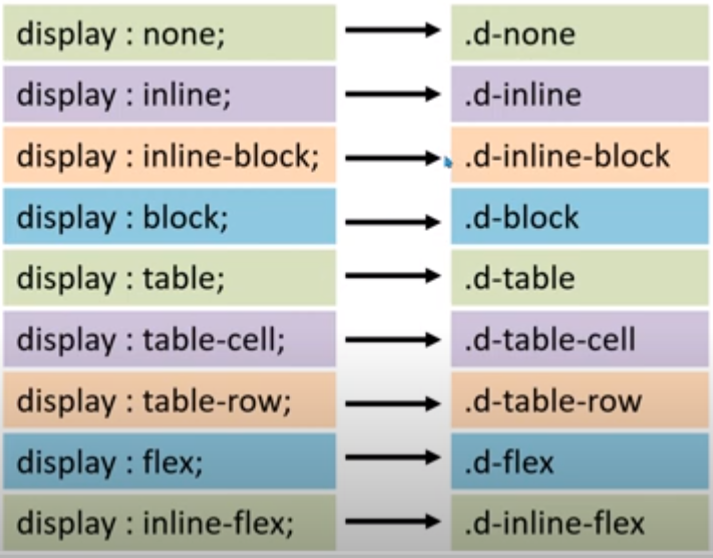 display : none; .d-none
display : inline; .d-inline
display : inline-block; .d-inline-block
display : block; .d-block
display : table; .d-table
display : table-cell; .d-table-cell
display : table-row; .d-table-row
display : flex; .d-flex
display : inline-flex; .d-inline-flex